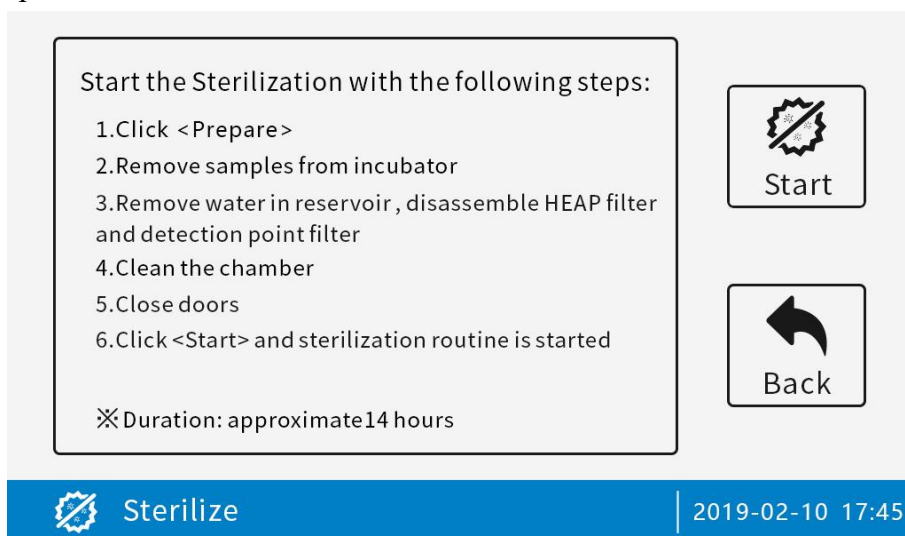 Start the Sterilization with the following steps:
1.Click <Prepare>
2.Remove samples from incubator
3.Remove water in reservoir , disassemble HEAP filter
and detection point filter
4.Clean the chamber
5.Close doors
6.Click <Start> and sterilization routine is started
※ Duration: approximate14 hours
Start
Back
Sterilize
2019-02-10 17:45